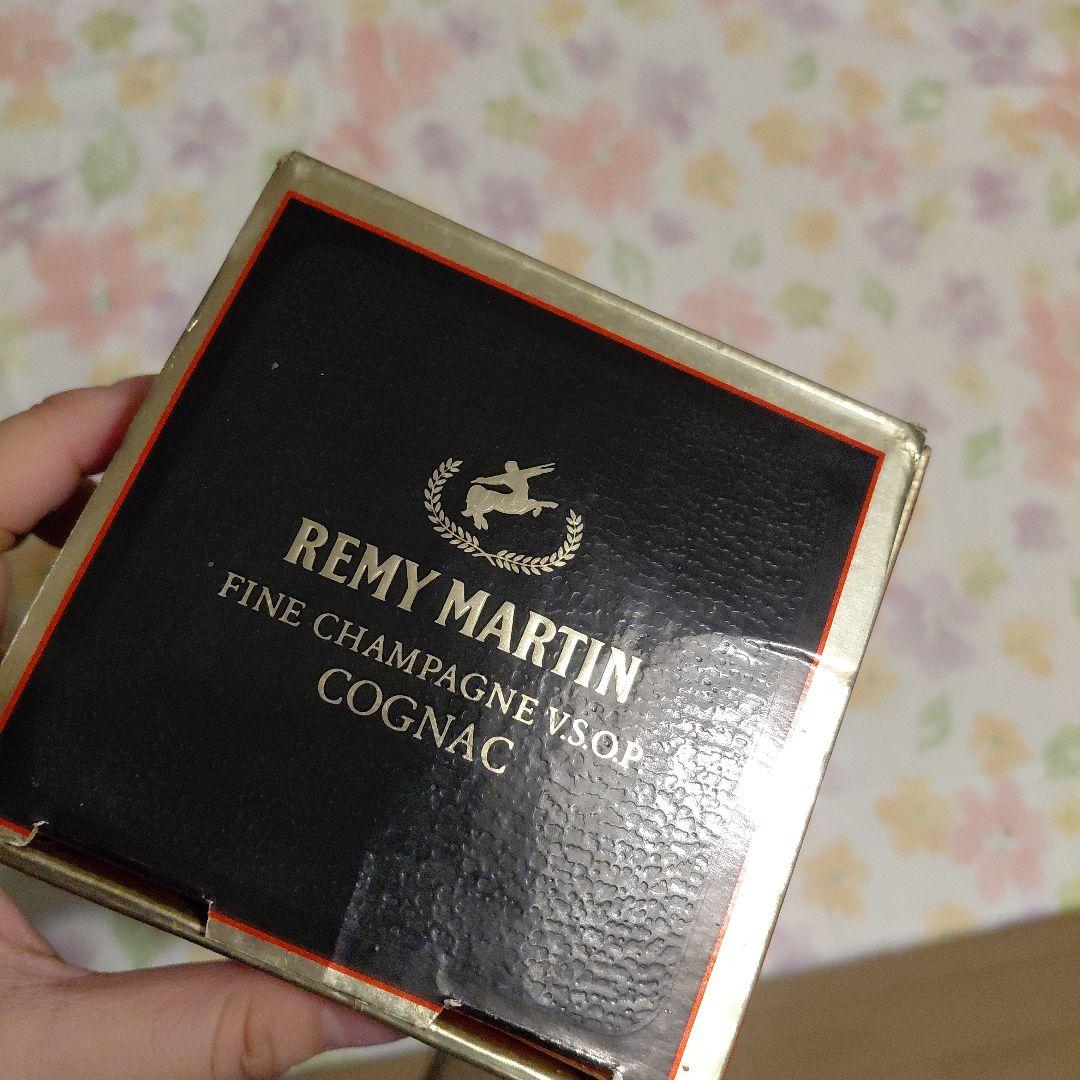 REMY MARTIN
FINE CHAMPAGNE V.S.O.P.
COGNAC